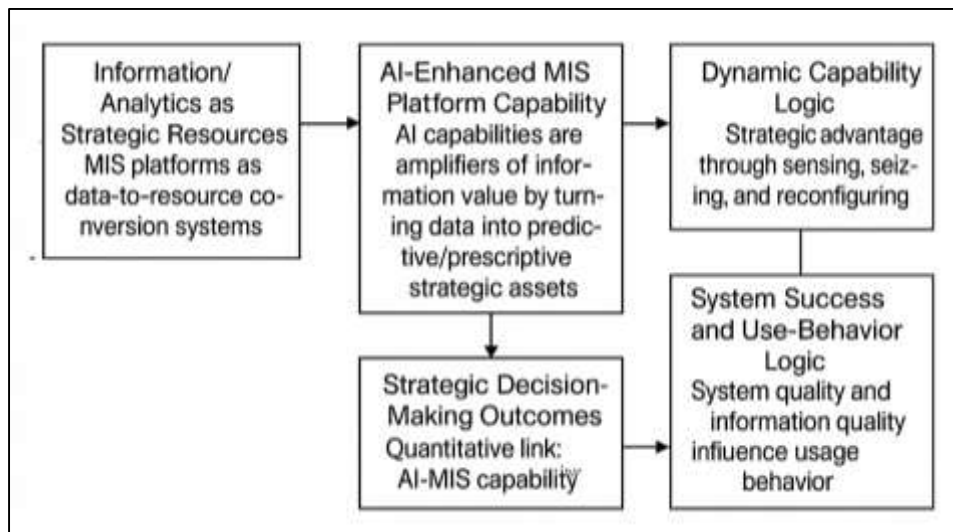 Information/
Analytics as
Strategic Resources
MIS platforms as
data-to-resource co-
nversion systems
AI-Enhanced MIS
Platform Capability
AI capabilities are
amplifiers of infor-
mation value by turn-
ing data into predic-
tive/prescriptive
strategic assets
Dynamic Capability
Logic
Strategic advantage
through sensing, seiz-
ing, and reconfiguring
Strategic Decision-
Making Outcomes
Quantitative link:
AI-MIS capability
System Success
and Use-Behavior
Logic
System quality and
information quality
influence usage
behavior